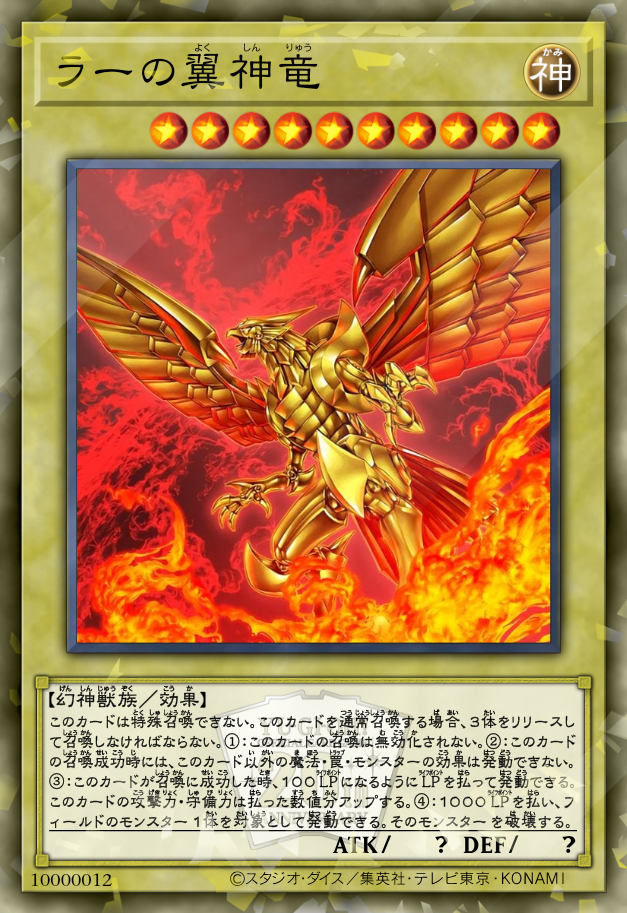 ラーの翼神竜
神
【幻神獣族／効果】
このカードは特殊召喚できない。このカードを通常召喚する場合、3体をリリースし
て召喚しなければならない。①：このカードの召喚は無効化されない。②：このカード
の召喚成功時には、このカード以外の魔法・罠・モンスターの効果は発動できない。
③：このカードが召喚に成功した時、100LPになるようにLPを払って発動できる。
このカードの攻撃力・守備力は払った数値分アップする。④：1000LPを払い、フ
ィールドのモンスター1体を対象として発動できる。そのモンスターを破壊する。
ATK/ ? DEF/ ?
10000012 ©スタジオ・ダイス／集英社・テレビ東京・KONAMI